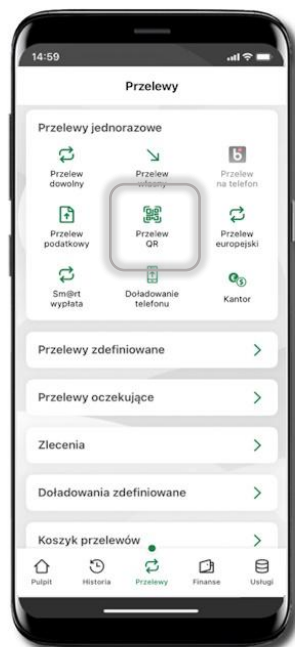 14:59
Przelewy
Przelewy jednorazowe
Przelew
dowolny
Przelew
własny
Przelew
na telefon
Przelew
podatkowy
Przelew
QR
Przelew
europejski
Sm@rt
wypłata
Doładowanie
telefonu
Kantor
Przelewy zdefiniowane
Przelewy oczekujące
Zlecenia
Doładowania zdefiniowane
Koszyk przelewów
Pulpit
Historia
Przelewy
Finanse
Usługi